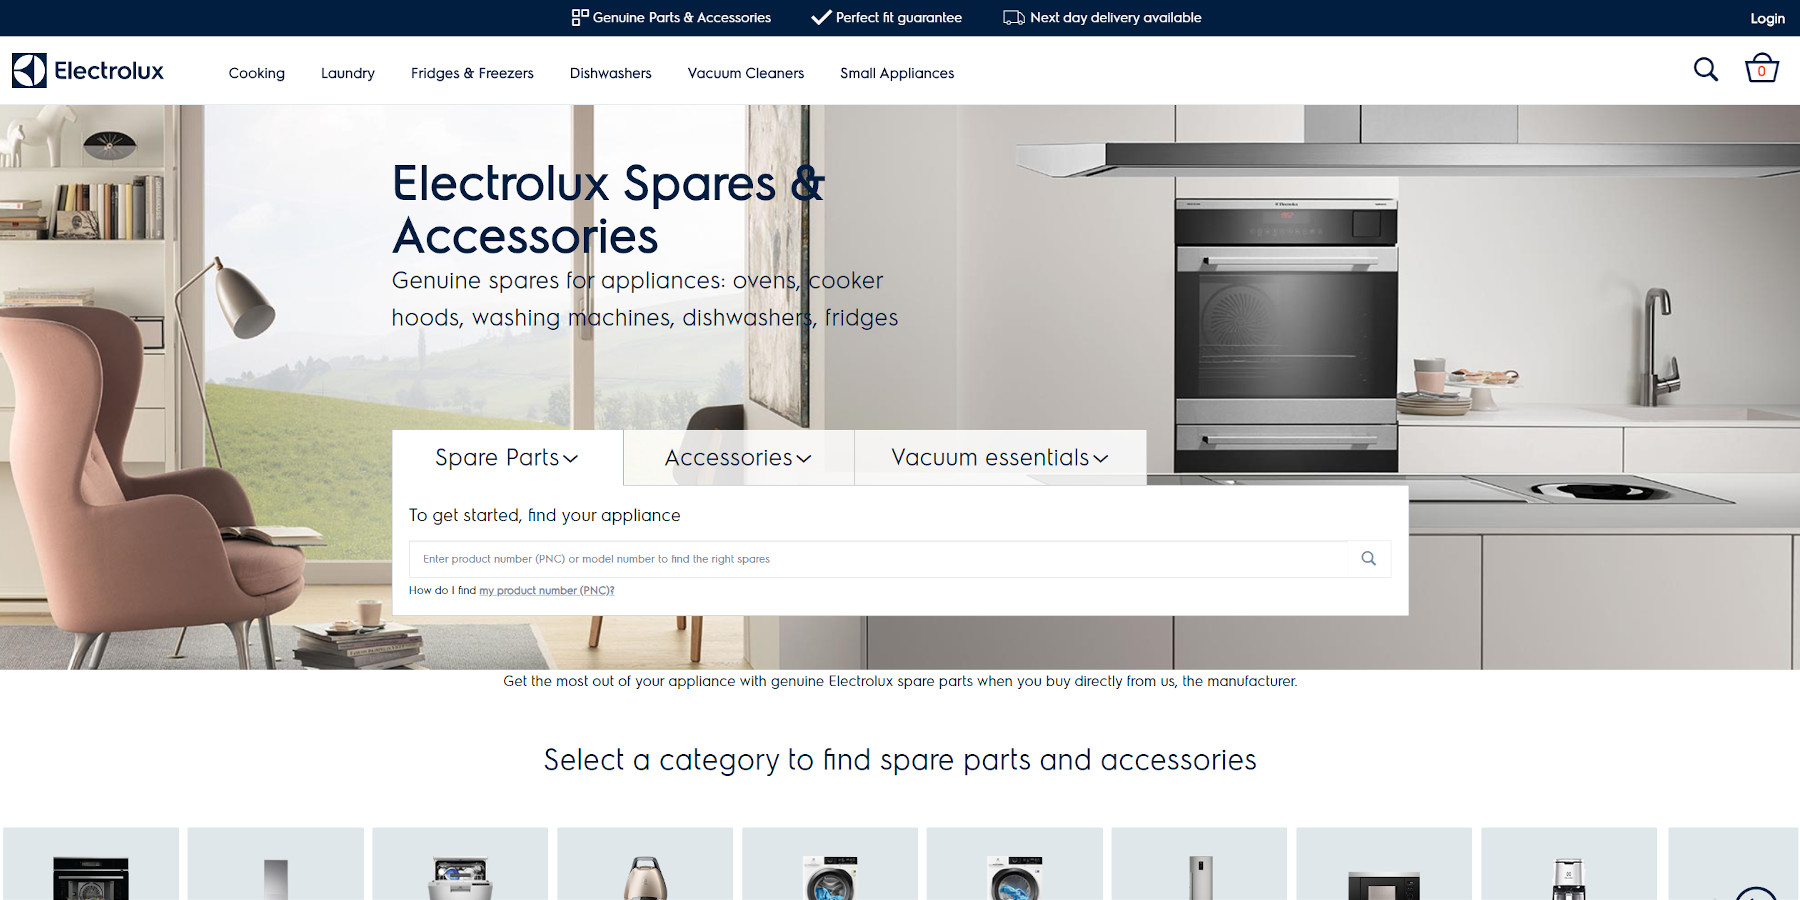 Genuine Parts & Accessories
Perfect fit guarantee
Next day delivery available
Login
Electrolux
Cooking
Laundry
Fridges & Freezers
Dishwashers
Vacuum Cleaners
Small Appliances
0
Electrolux Spares &
Accessories
Genuine spares for appliances: ovens, cooker
hoods, washing machines, dishwashers, fridges
Spare Parts
Accessories
Vacuum essentials
To get started, find your appliance
Enter product number (PNC) or model number to find the right spares
How do I find my product number (PNC)?
Get the most out of your appliance with genuine Electrolux spare parts when you buy directly from us, the manufacturer.
Select a category to find spare parts and accessories